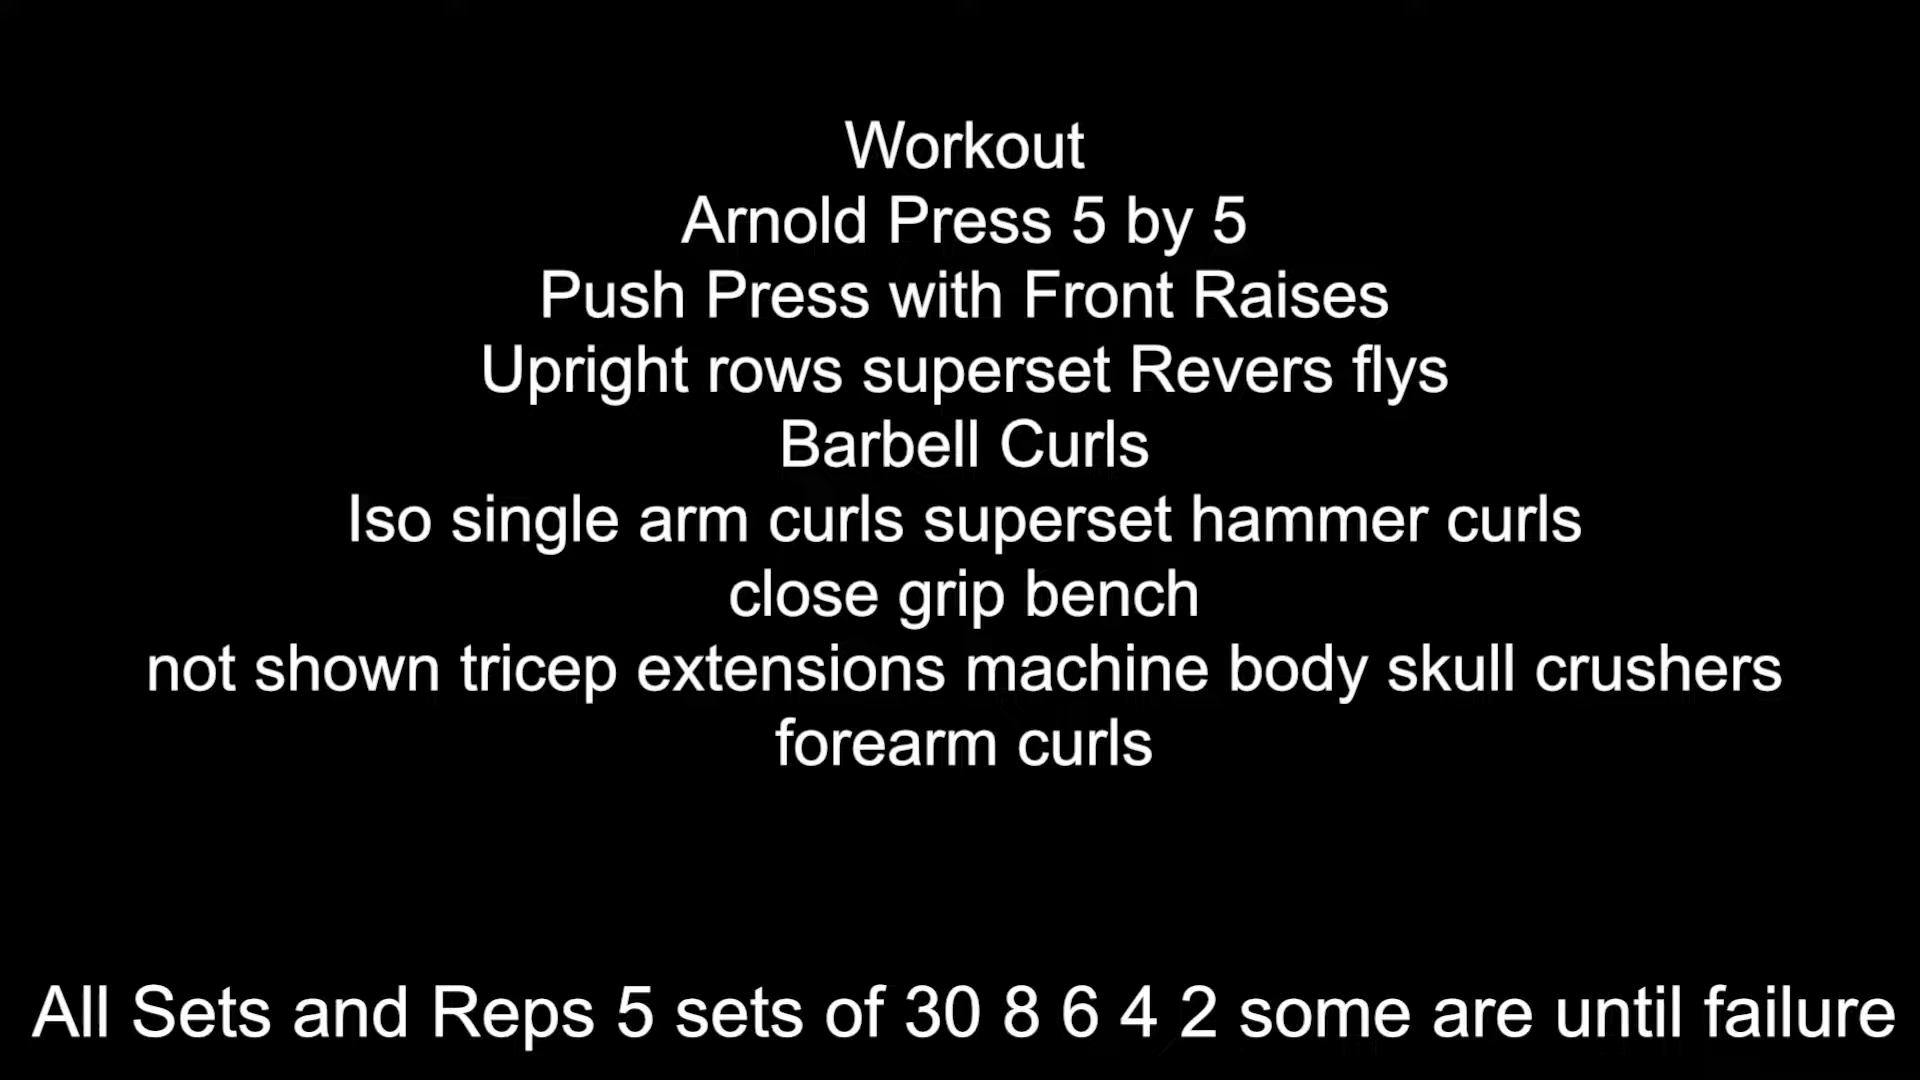 Workout
Arnold Press 5 by 5
Push Press with Front Raises
Upright rows superset Revers flys
Barbell Curls
Iso single arm curls superset hammer curls
close grip bench
not shown tricep extensions machine body skull crushers
forearm curls
All Sets and Reps 5 sets of 30 8 6 4 2 some are until failure